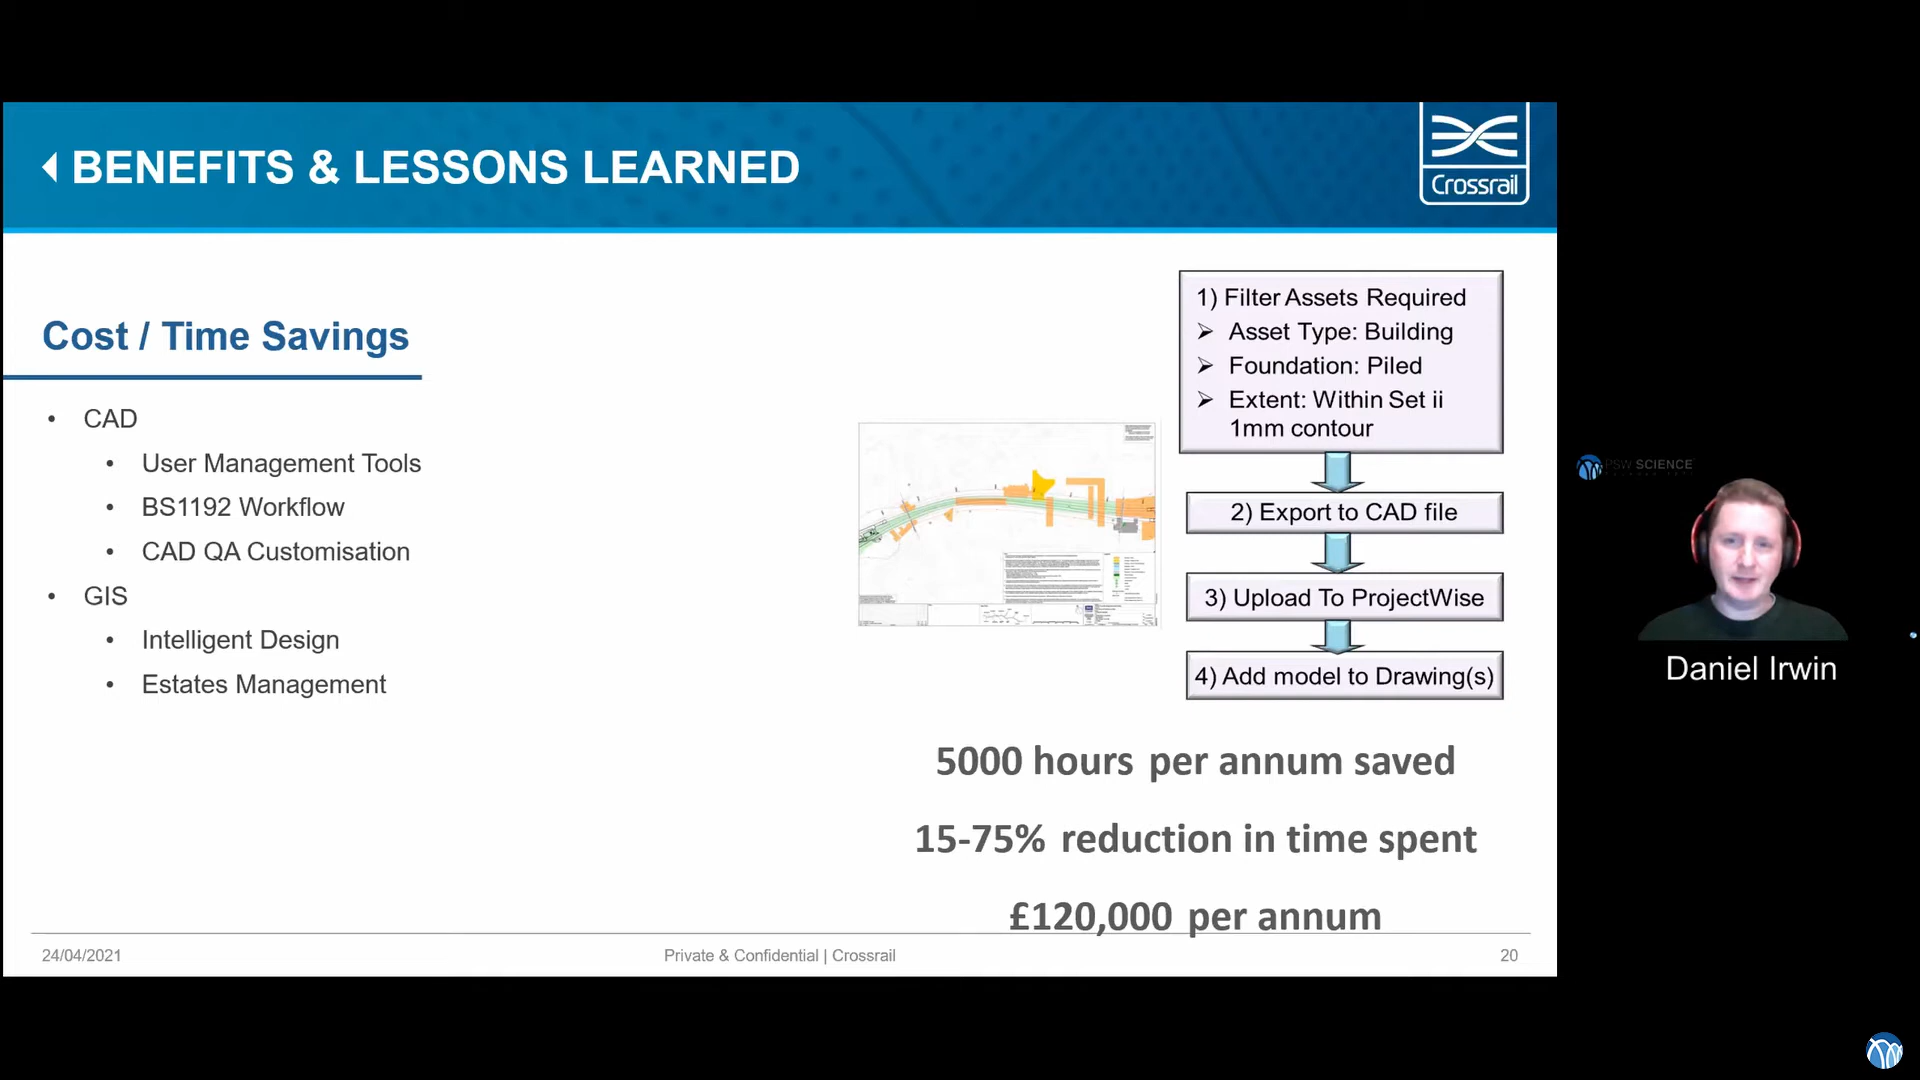 BENEFITS & LESSONS LEARNED
Crossrail
Cost / Time Savings
• CAD
• User Management Tools
• BS1192 Workflow
• CAD QA Customisation
• GIS
• Intelligent Design
• Estates Management
1) Filter Assets Required
➢ Asset Type: Building
➢ Foundation: Piled
➢ Extent: Within Set ii
1mm contour
2) Export to CAD file
3) Upload To ProjectWise
4) Add model to Drawing(s)
5000 hours per annum saved
15-75% reduction in time spent
£120,000 per annum
24/04/2021
Private & Confidential | Crossrail
20
PSW SCIENCE
Daniel Irwin